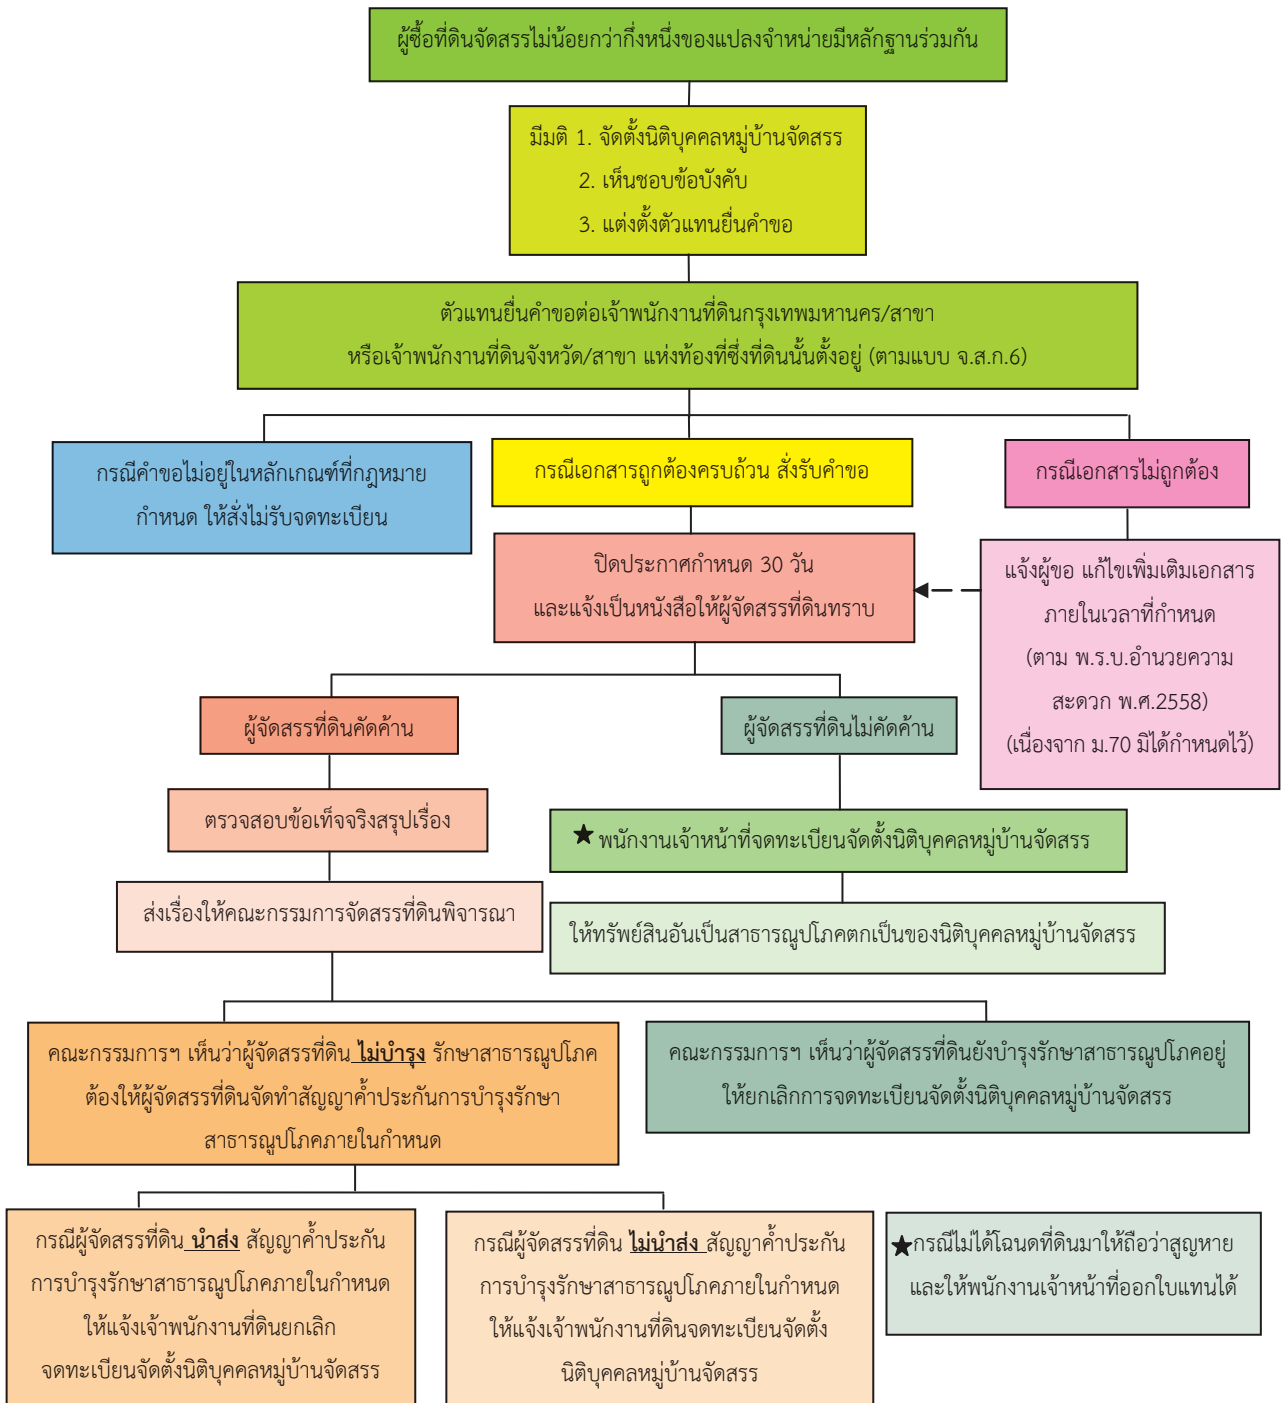 ผู้ซื้อที่ดินจัดสรรไม่น้อยกว่ากึ่งหนึ่งของแปลงจำหน่ายมีหลักฐานร่วมกัน
มีมติ 1. จัดตั้งนิติบุคคลหมู่บ้านจัดสรร
2. เห็นชอบข้อบังคับ
3. แต่งตั้งตัวแทนยื่นคำขอ
ตัวแทนยื่นคำขอต่อเจ้าพนักงานที่ดินกรุงเทพมหานคร/สาขา
หรือเจ้าพนักงานที่ดินจังหวัด/สาขา แห่งท้องที่ซึ่งที่ดินนั้นตั้งอยู่ (ตามแบบ จ.ส.ก.6)
กรณีคำขอไม่อยู่ในหลักเกณฑ์ที่กฎหมาย
กำหนด ให้สั่งไม่รับจดทะเบียน
กรณีเอกสารถูกต้องครบถ้วน สั่งรับคำขอ
กรณีเอกสารไม่ถูกต้อง
ปิดประกาศกำหนด 30 วัน
และแจ้งเป็นหนังสือให้ผู้จัดสรรที่ดินทราบ
แจ้งผู้ขอ แก้ไขเพิ่มเติมเอกสาร
ภายในเวลาที่กำหนด
(ตาม พ.ร.บ.อำนวยความ
สะดวก พ.ศ.2558)
(เนื่องจาก ม.70 มิได้กำหนดไว้)
ผู้จัดสรรที่ดินคัดค้าน
ผู้จัดสรรที่ดินไม่คัดค้าน
ตรวจสอบข้อเท็จจริงสรุปเรื่อง
★ พนักงานเจ้าหน้าที่จดทะเบียนจัดตั้งนิติบุคคลหมู่บ้านจัดสรร
ส่งเรื่องให้คณะกรรมการจัดสรรที่ดินพิจารณา
ให้ทรัพย์สินอันเป็นสาธารณูปโภคตกเป็นของนิติบุคคลหมู่บ้านจัดสรร
คณะกรรมการฯ เห็นว่าผู้จัดสรรที่ดิน ไม่บำรุง รักษาสาธารณูปโภค
ต้องให้ผู้จัดสรรที่ดินจัดทำสัญญาค้ำประกันการบำรุงรักษา
สาธารณูปโภคภายในกำหนด
คณะกรรมการฯ เห็นว่าผู้จัดสรรที่ดินยังบำรุงรักษาสาธารณูปโภคอยู่
ให้ยกเลิกการจดทะเบียนจัดตั้งนิติบุคคลหมู่บ้านจัดสรร
กรณีผู้จัดสรรที่ดิน นำส่ง สัญญาค้ำประกัน
การบำรุงรักษาสาธารณูปโภคภายในกำหนด
ให้แจ้งเจ้าพนักงานที่ดินยกเลิก
จดทะเบียนจัดตั้งนิติบุคคลหมู่บ้านจัดสรร
กรณีผู้จัดสรรที่ดิน ไม่นำส่ง สัญญาค้ำประกัน
การบำรุงรักษาสาธารณูปโภคภายในกำหนด
ให้แจ้งเจ้าพนักงานที่ดินจดทะเบียนจัดตั้ง
นิติบุคคลหมู่บ้านจัดสรร
★กรณีไม่ได้โฉนดที่ดินมาให้ถือว่าสูญหาย
และให้พนักงานเจ้าหน้าที่ออกใบแทนได้